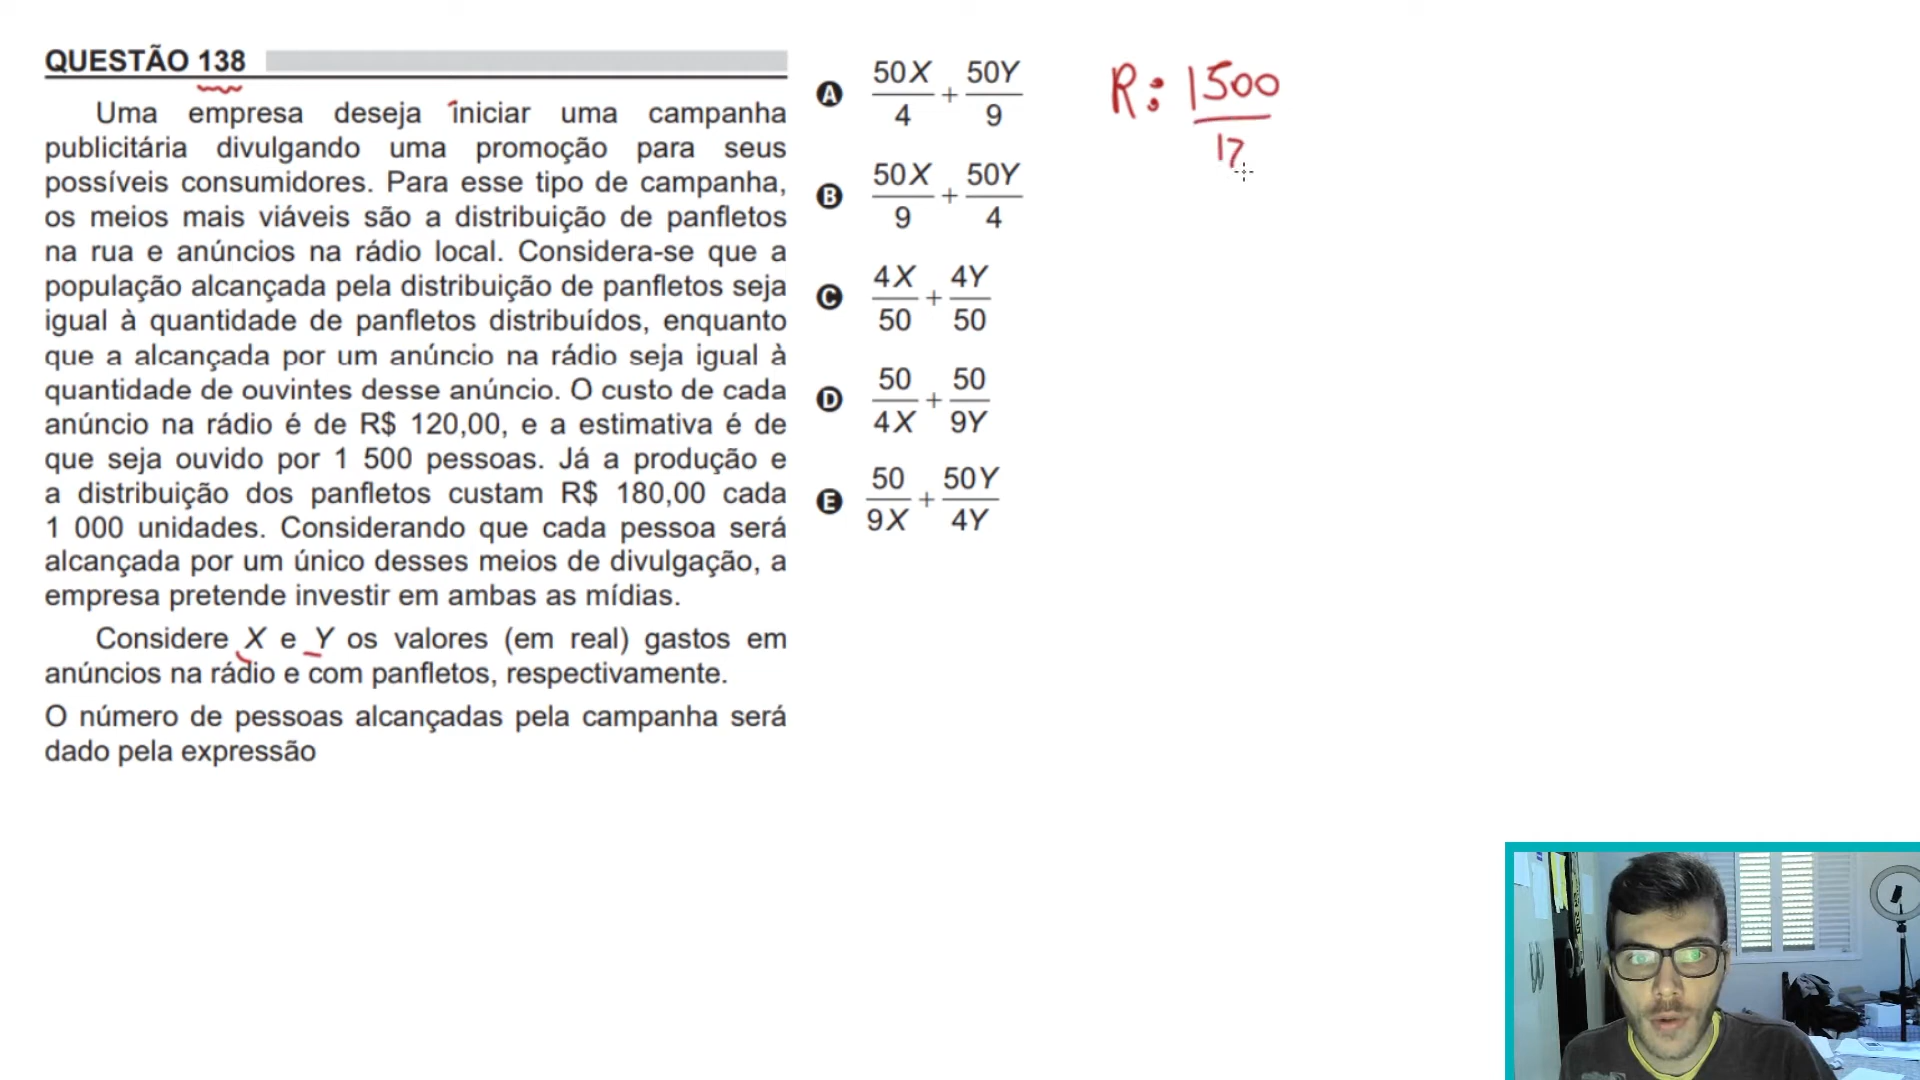 QUESTÃO 138
Uma empresa deseja iniciar uma campanha
publicitária divulgando uma promoção para seus
possíveis consumidores. Para esse tipo de campanha,
os meios mais viáveis são a distribuição de panfletos
na rua e anúncios na rádio local. Considera-se que a
população alcançada pela distribuição de panfletos seja
igual à quantidade de panfletos distribuídos, enquanto
que a alcançada por um anúncio na rádio seja igual à
quantidade de ouvintes desse anúncio. O custo de cada
anúncio na rádio é de R$ 120,00, e a estimativa é de
que seja ouvido por 1 500 pessoas. Já a produção e
a distribuição dos panfletos custam R$ 180,00 cada
1 000 unidades. Considerando que cada pessoa será
alcançada por um único desses meios de divulgação, a
empresa pretende investir em ambas as mídias.
Considere X e Y os valores (em real) gastos em
anúncios na rádio e com panfletos, respectivamente.
O número de pessoas alcançadas pela campanha será
dado pela expressão
A 50X/4 + 50Y/9
B 50X/9 + 50Y/4
C 4X/50 + 4Y/50
D 50/4X + 50/9Y
E 50/9X + 50Y/4Y
R: 1500
12